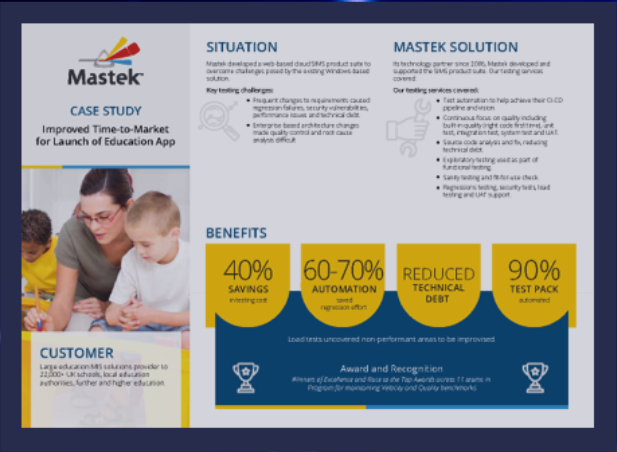 Mastek
CASE STUDY
Improved Time-to-Market
for Launch of Education App
CUSTOMER
Large education MIS solutions provider to
22,000+ UK schools, local education
authorities, further and higher education.
SITUATION
Mastek developed a web based cloud SIMS product suite to
overcome challenges posed by the existing Windows based
solution
Key testing challenges:
• Frequent changes to requirements caused
regression failures, security vulnerabilities,
performance issues and technical debt
• Enterprise-based architecture changes
made quality control and root cause
analysis difficult
MASTEK SOLUTION
Its technology partner since 2006, Mastek developed and
supported the SIMS product suite. Our testing services
covered:
Our testing services covered:
• Test automation to help achieve their CI-CD
pipeline and vision
• Continuous focus on quality including
built-in quality (right code first time), unit
test, integration test, system test and UAT.
• Source code analysis and fix, reducing
technical debt
• Exploratory testing used as part of
functional testing.
• Sanity testing and fit-for-use check
• Regressions testing, security tests, load
testing and UAT support.
BENEFITS
40%
SAVINGS
in testing cost
60-70%
AUTOMATION
saved
regression effort
REDUCED
TECHNICAL
DEBT
90%
TEST PACK
automated
Load tests uncovered non performant areas to be improvised
Award and Recognition
Winners of Excellence and Race to the Top Awards across 11 teams in
Program for maintaining Velocity and Quality benchmarks